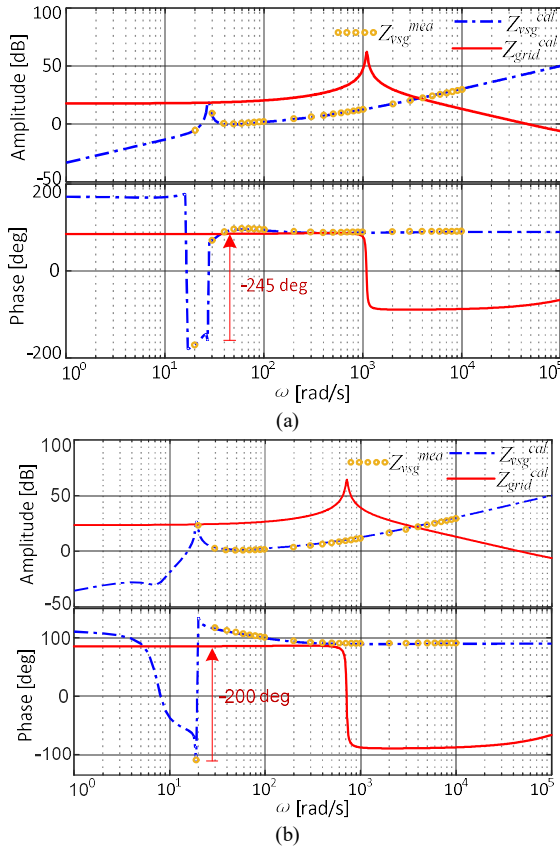 100
Z_vsg^mea
Z_vsg^cal
Z_grid^cal
50
0
-50
Amplitude [dB]
200
0
-200
Phase [deg]
-245 deg
10^0 10^1 10^2 10^3 10^4 10^5
ω [rad/s]
(a)
100
Z_vsg^mea
Z_vsg^cal
Z_grid^cal
50
0
-50
Amplitude [dB]
100
0
-100
Phase [deg]
-200 deg
10^0 10^1 10^2 10^3 10^4 10^5
ω [rad/s]
(b)